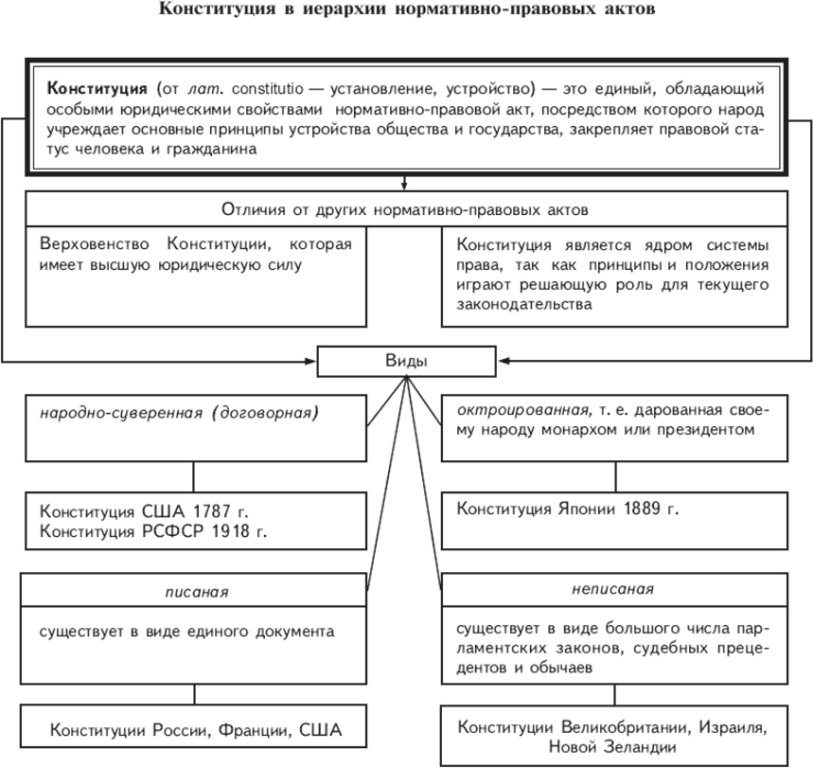 Конституция в иерархии нормативно-правовых актов
Конституция (от лат. constitutio — установление, устройство) — это единый, обладающий
особыми юридическими свойствами нормативно-правовой акт, посредством которого народ
учреждает основные принципы устройства общества и государства, закрепляет правовой ста-
тус человека и гражданина
Отличия от других нормативно-правовых актов
Верховенство Конституции, которая
имеет высшую юридическую силу
Конституция является ядром системы
права, так как принципы и положения
играют решающую роль для текущего
законодательства
Виды
народно-суверенная (договорная)
октроированная, т. е. дарованная свое-
му народу монархом или президентом
Конституция США 1787 г.
Конституция РСФСР 1918 г.
Конституция Японии 1889 г.
писаная
существует в виде единого документа
неписаная
существует в виде большого числа пар-
ламентских законов, судебных преце-
дентов и обычаев
Конституции России, Франции, США
Конституции Великобритании, Израиля,
Новой Зеландии